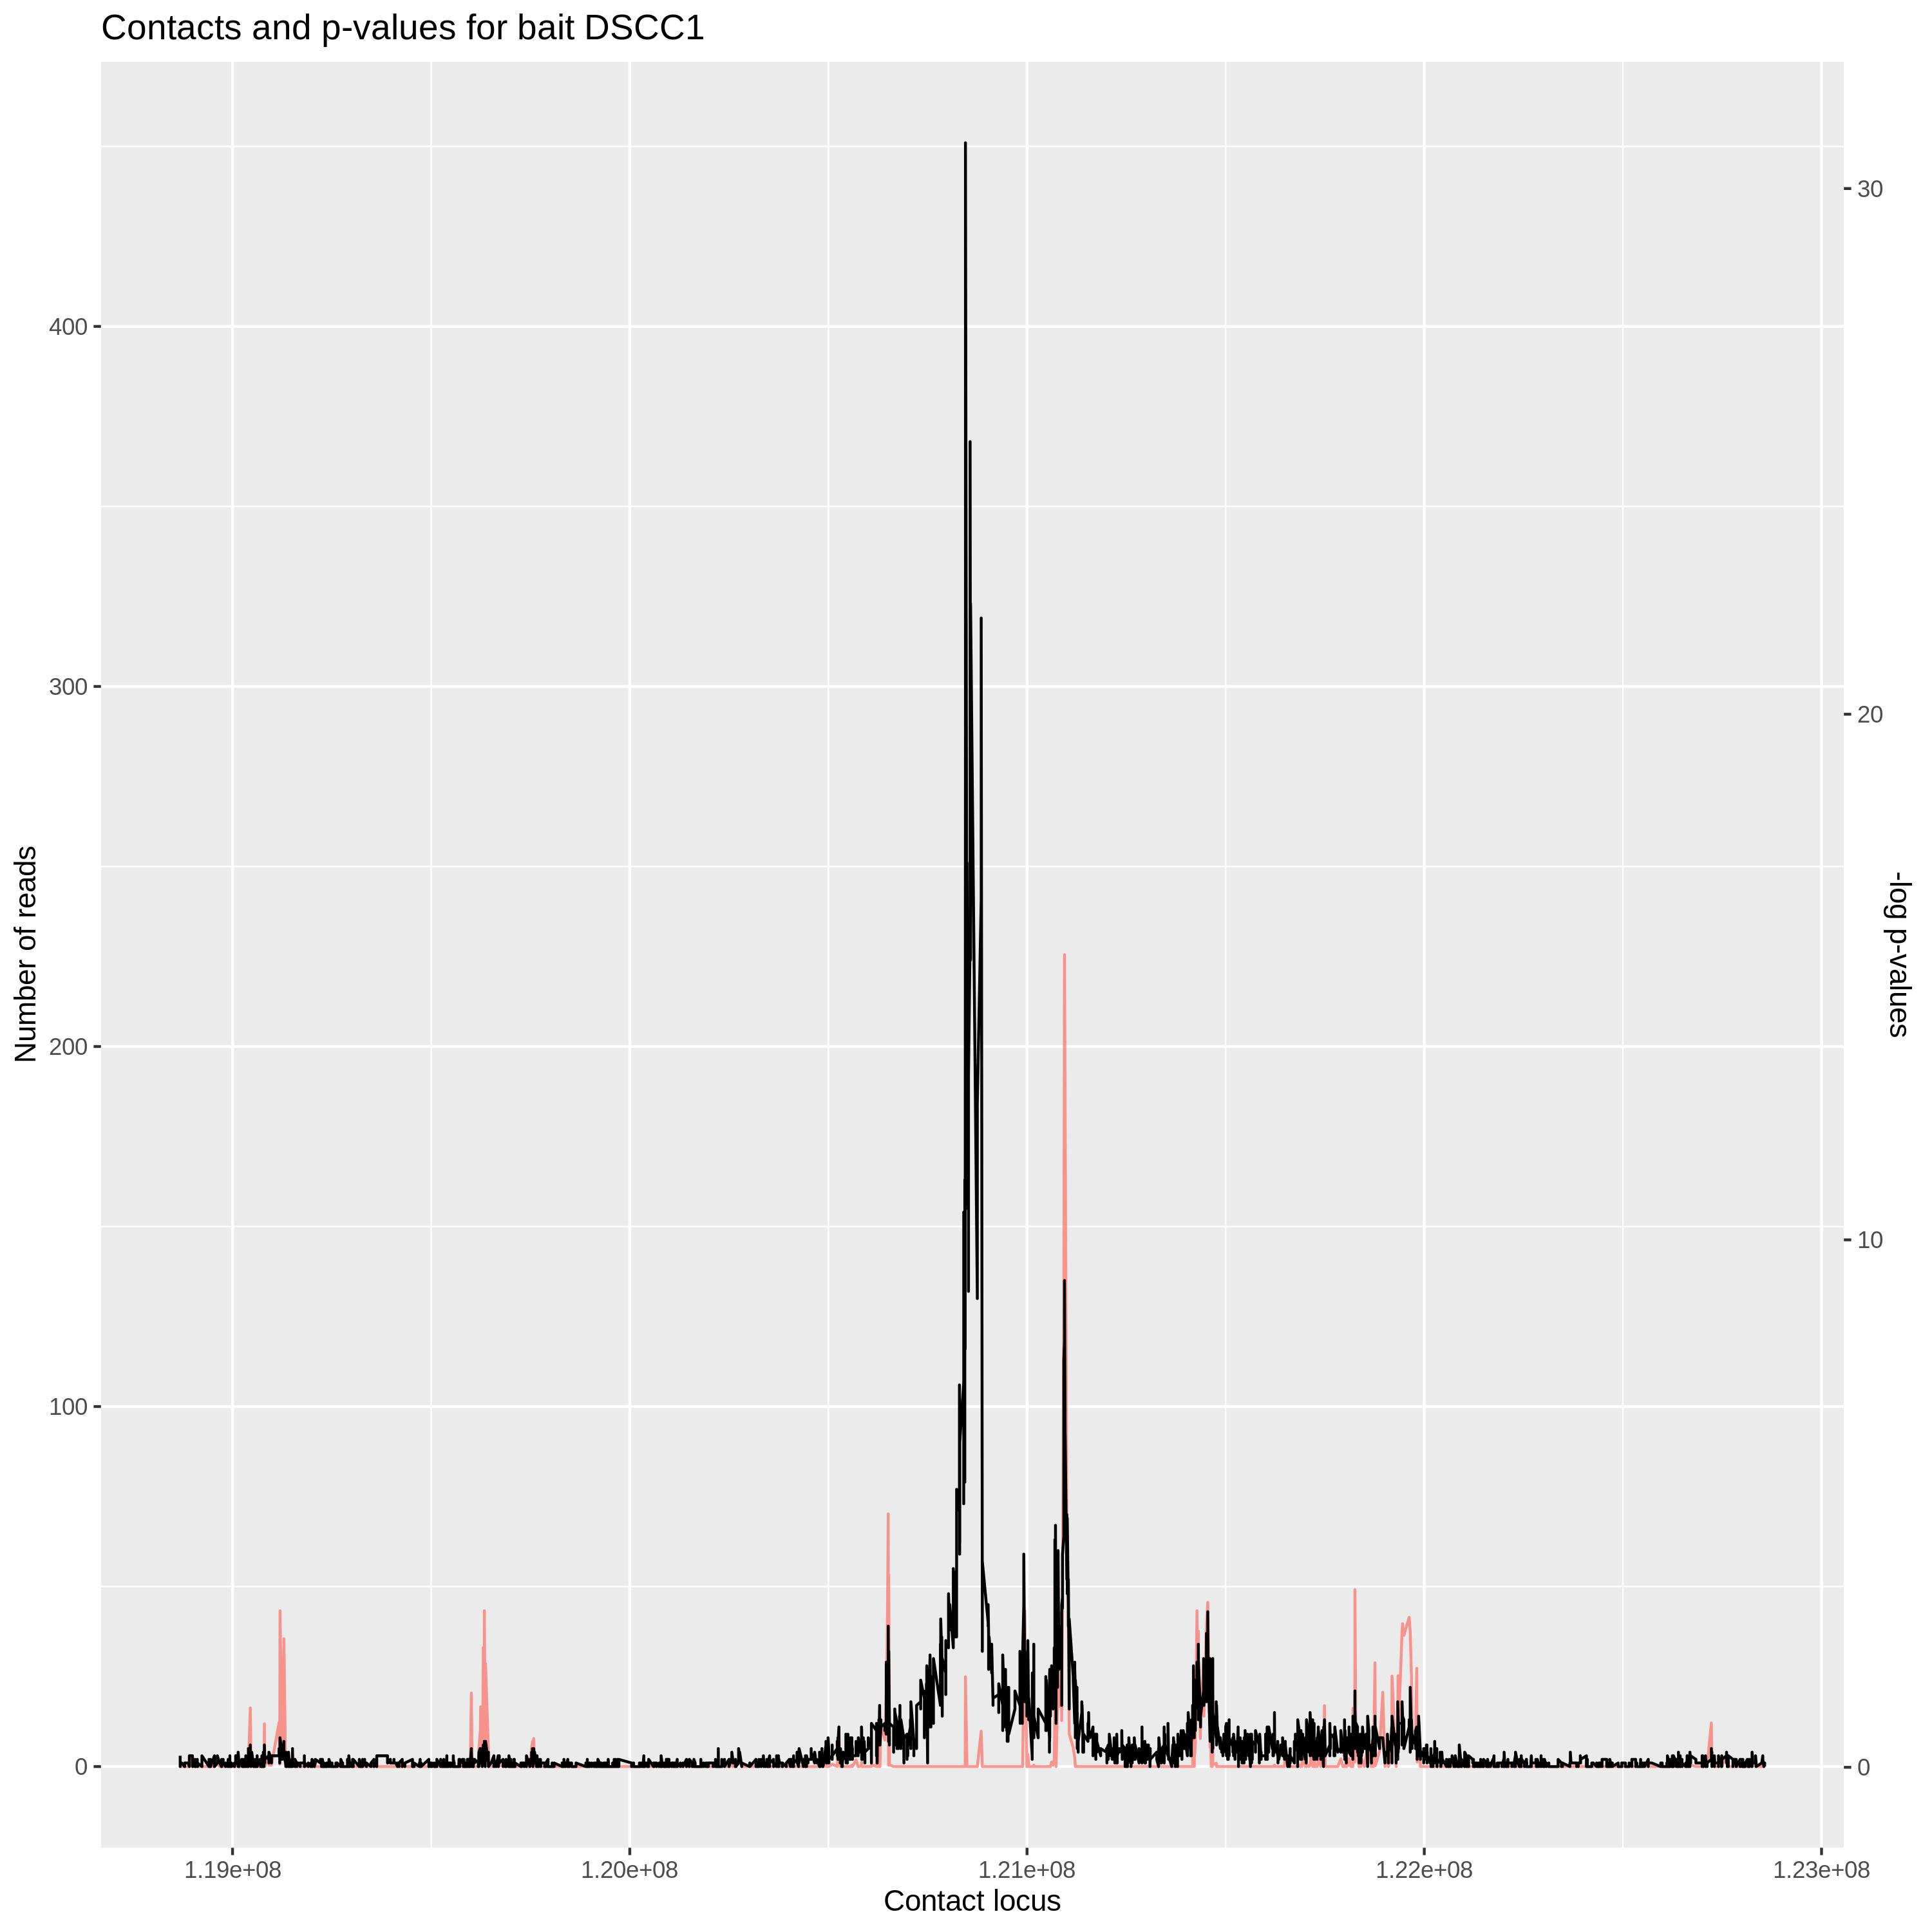 Contacts and p-values for bait DSCC1
400
300
200
100
0
30
20
10
0
Number of reads
-log p-values
1.19e+08
1.20e+08
1.21e+08
1.22e+08
1.23e+08
Contact locus